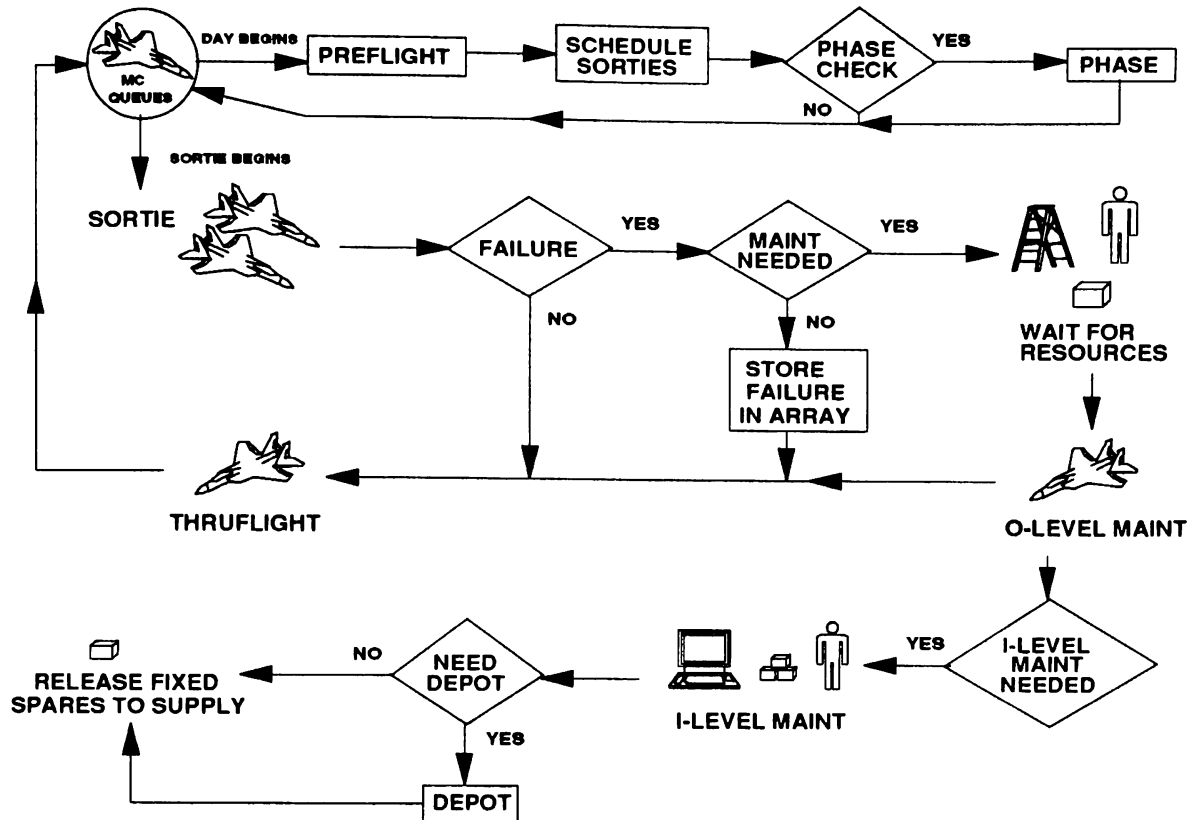 DAY BEGINS
PREFLIGHT
SCHEDULE
SORTIES
PHASE
CHECK
YES
PHASE
MC
QUEUES
NO
SORTIE BEGINS
SORTIE
FAILURE
YES
MAINT
NEEDED
YES
NO
NO
WAIT FOR
RESOURCES
STORE
FAILURE
IN ARRAY
THRUFLIGHT
O-LEVEL MAINT
RELEASE FIXED
SPARES TO SUPPLY
NO
NEED
DEPOT
YES
I-LEVEL MAINT
YES
I-LEVEL
MAINT
NEEDED
DEPOT